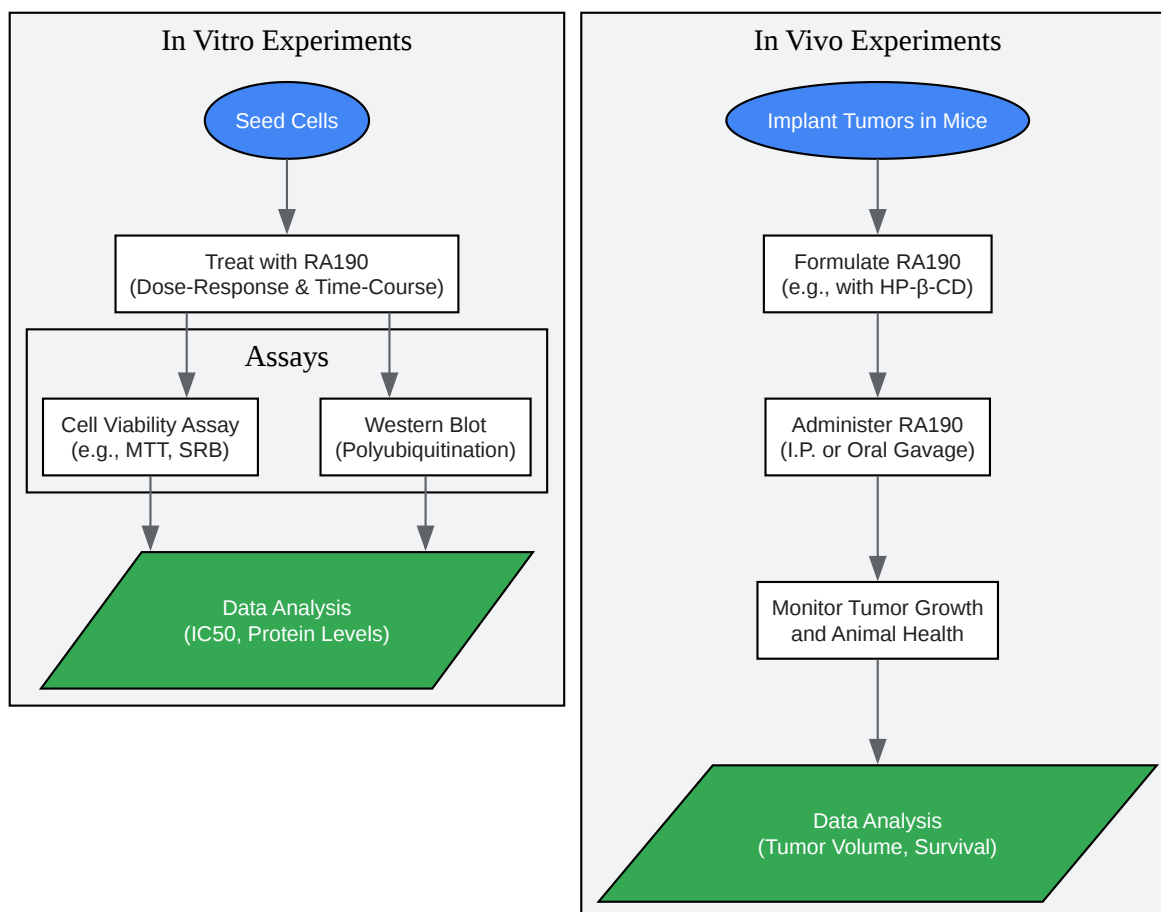 In Vitro Experiments
Seed Cells
Treat with RA190
(Dose-Response & Time-Course)
Assays
Cell Viability Assay
(e.g., MTT, SRB)
Western Blot
(Polyubiquitination)
Data Analysis
(IC50, Protein Levels)
In Vivo Experiments
Implant Tumors in Mice
Formulate RA190
(e.g., with HP-β-CD)
Administer RA190
(I.P. or Oral Gavage)
Monitor Tumor Growth
and Animal Health
Data Analysis
(Tumor Volume, Survival)